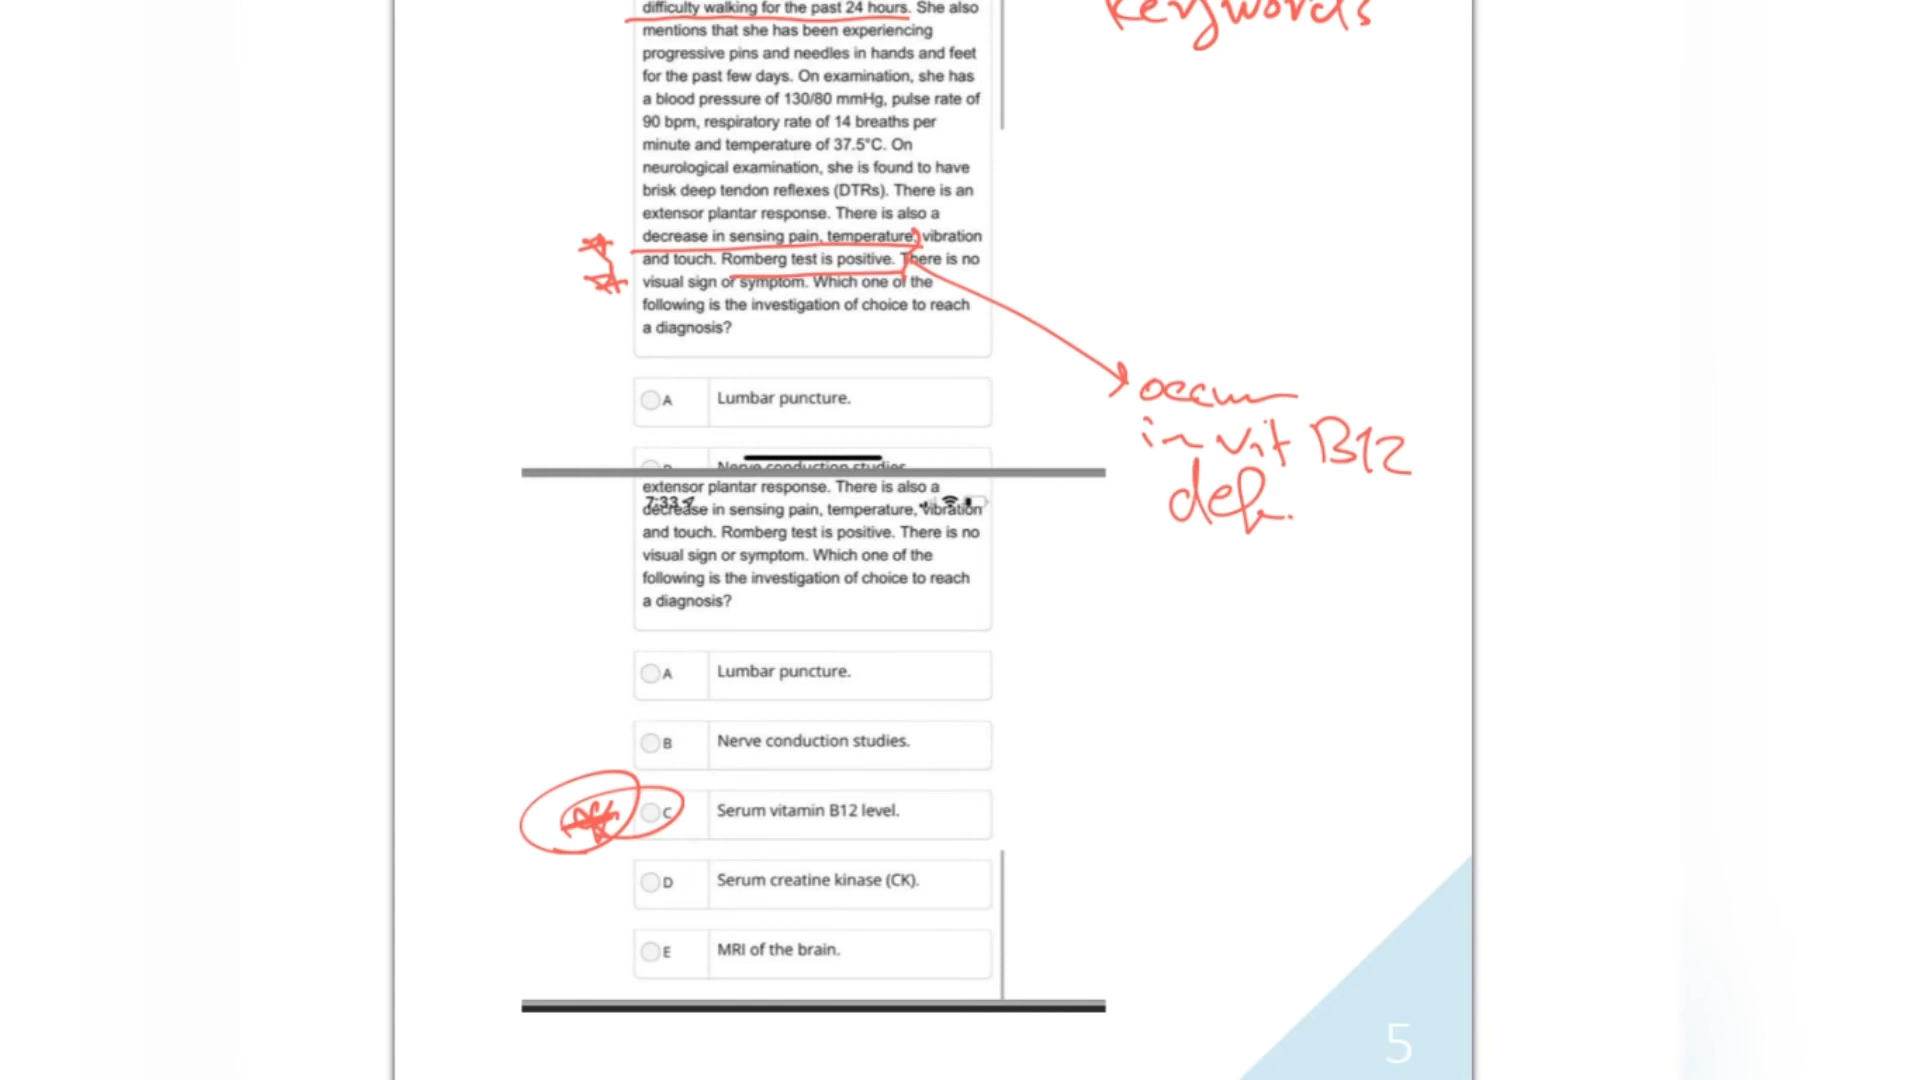 difficulty walking for the past 24 hours. She also
keywords
mentions that she has been experiencing
progressive pins and needles in hands and feet
for the past few days. On examination, she has
a blood pressure of 130/80 mmHg, pulse rate of
90 bpm, respiratory rate of 14 breaths per
minute and temperature of 37.5°C. On
neurological examination, she is found to have
brisk deep tendon reflexes (DTRs). There is an
extensor plantar response. There is also a
decrease in sensing pain, temperature, vibration
and touch. Romberg test is positive. There is no
visual sign or symptom. Which one of the
following is the investigation of choice to reach
a diagnosis?
occur
in vit B12
def.
A Lumbar puncture.
Nerve conduction studies
extensor plantar response. There is also a
7:33
decrease in sensing pain, temperature, vibration
and touch. Romberg test is positive. There is no
visual sign or symptom. Which one of the
following is the investigation of choice to reach
a diagnosis?
A Lumbar puncture.
B Nerve conduction studies.
C Serum vitamin B12 level.
D Serum creatine kinase (CK).
E MRI of the brain.
5